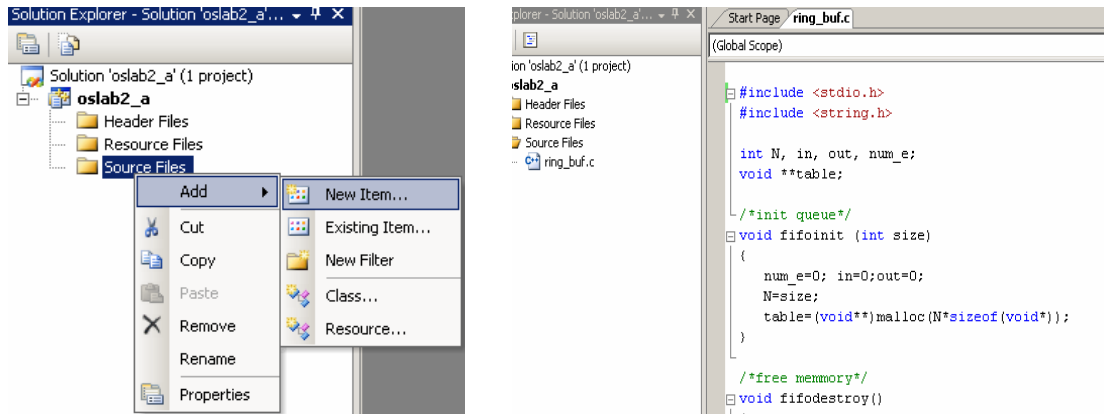 Solution Explorer - Solution 'oslab2_a'...
Solution 'oslab2_a' (1 project)
oslab2_a
Header Files
Resource Files
Source Files
Add
Cut
Copy
Paste
Remove
Rename
Properties
New Item...
Existing Item...
New Filter
Class...
Resource...
plorer - Solution 'oslab2_a'...
ion 'oslab2_a' (1 project)
oslab2_a
Header Files
Resource Files
Source Files
ring_buf.c
Start Page ring_buf.c
(Global Scope)
#include <stdio.h>
#include <string.h>
int N, in, out, num_e;
void **table;
/*init queue*/
void fifoinit (int size)
{
num_e=0; in=0;out=0;
N=size;
table=(void**)malloc(N*sizeof(void*));
}
/*free memmory*/
void fifodestroy()